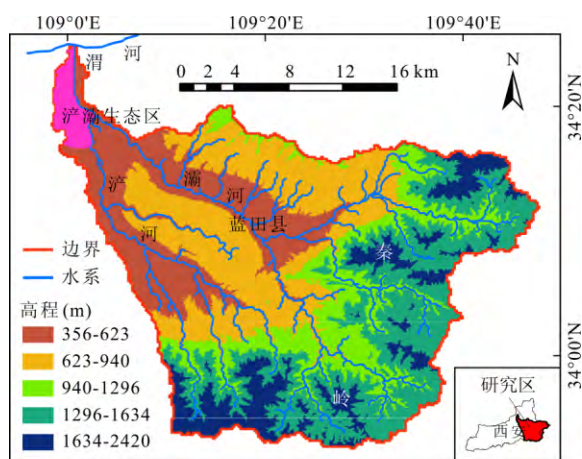 109°0′E 109°20′E 109°40′E
渭 河
N
0 2 4 8 12 16 km
34°20′N
浐灞生态区
浐 灞
河 河
蓝田县
秦
岭
34°00′N
边界
水系
高程(m)
356-623
623-940
940-1296
1296-1634
1634-2420
研究区
西安